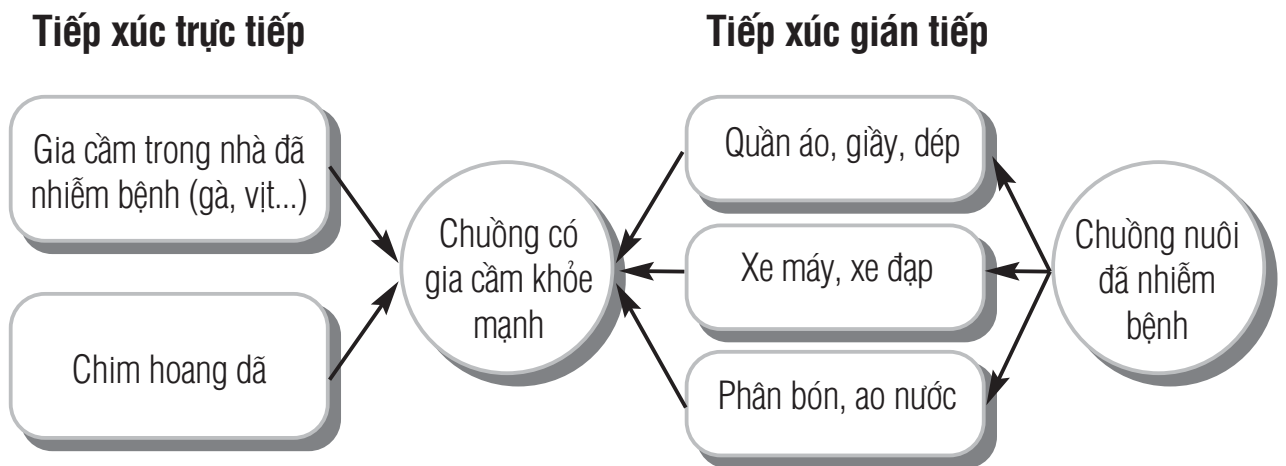 Tiếp xúc trực tiếp
Tiếp xúc gián tiếp
Gia cầm trong nhà đã
nhiễm bệnh (gà, vịt...)
Chim hoang dã
Chuồng có
gia cầm khỏe
mạnh
Quần áo, giầy, dép
Xe máy, xe đạp
Phân bón, ao nước
Chuồng nuôi
đã nhiễm
bệnh